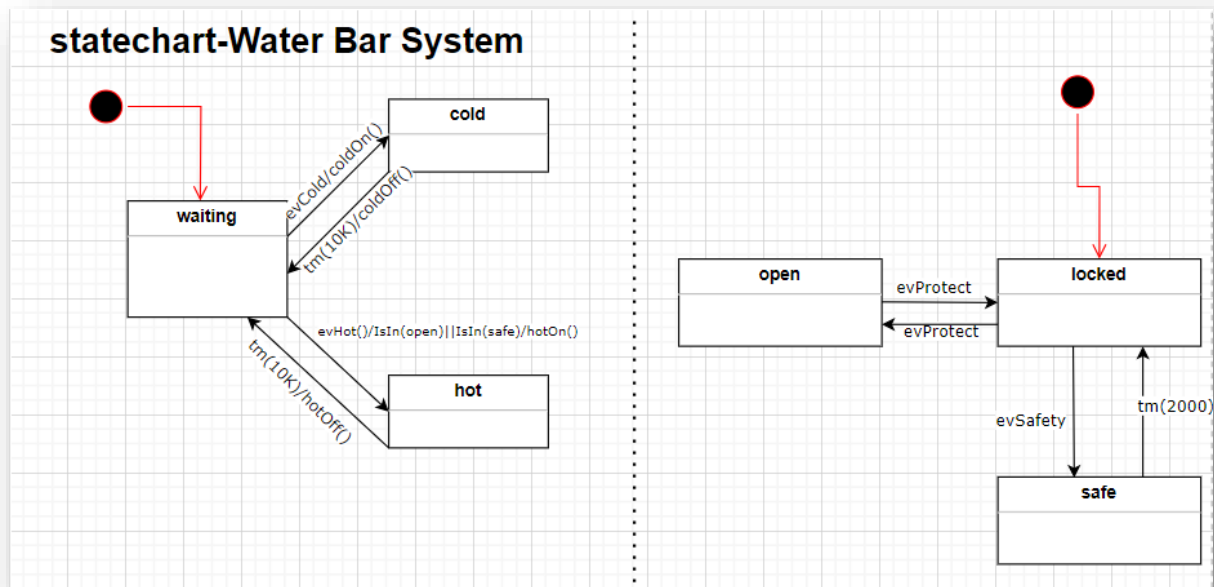 statechart-Water Bar System
cold
evCold/coldOn()
tm(10K)/coldOff()
waiting
evHot()/IsIn(open)||IsIn(safe)/hotOn()
tm(10K)/hotOff()
hot
open
locked
evProtect
evProtect
evSafety
tm(2000)
safe